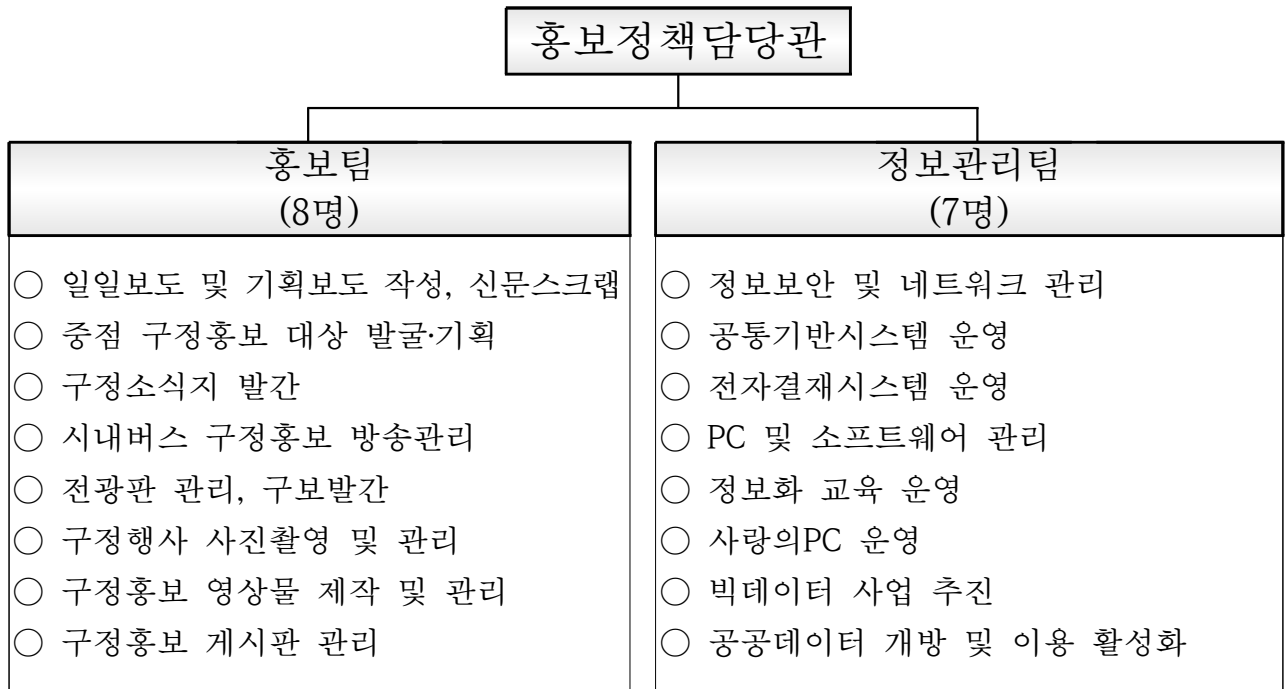 홍보정책담당관
홍보팀
(8명)
○ 일일보도 및 기획보도 작성, 신문스크랩
○ 중점 구정홍보 대상 발굴·기획
○ 구정소식지 발간
○ 시내버스 구정홍보 방송관리
○ 전광판 관리, 구보발간
○ 구정행사 사진촬영 및 관리
○ 구정홍보 영상물 제작 및 관리
○ 구정홍보 게시판 관리
정보관리팀
(7명)
○ 정보보안 및 네트워크 관리
○ 공통기반시스템 운영
○ 전자결재시스템 운영
○ PC 및 소프트웨어 관리
○ 정보화 교육 운영
○ 사랑의PC 운영
○ 빅데이터 사업 추진
○ 공공데이터 개방 및 이용 활성화